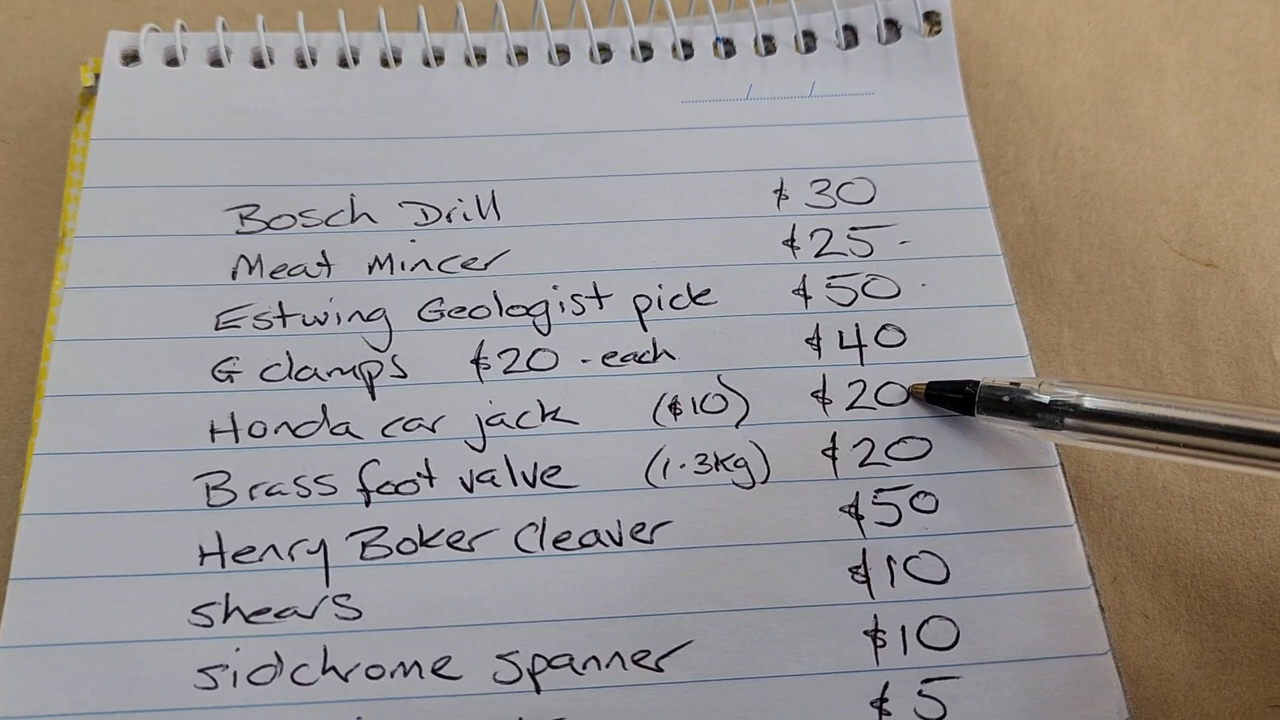 Bosch Drill $30
Meat Mincer $25-
Estwing Geologist pick $50.
G clamps $20 - each $40
Honda car jack ($10) $20
Brass foot valve (1.3kg) $20
Henry Boker Cleaver $50
shears $10
sidchrome spanner $10
$5